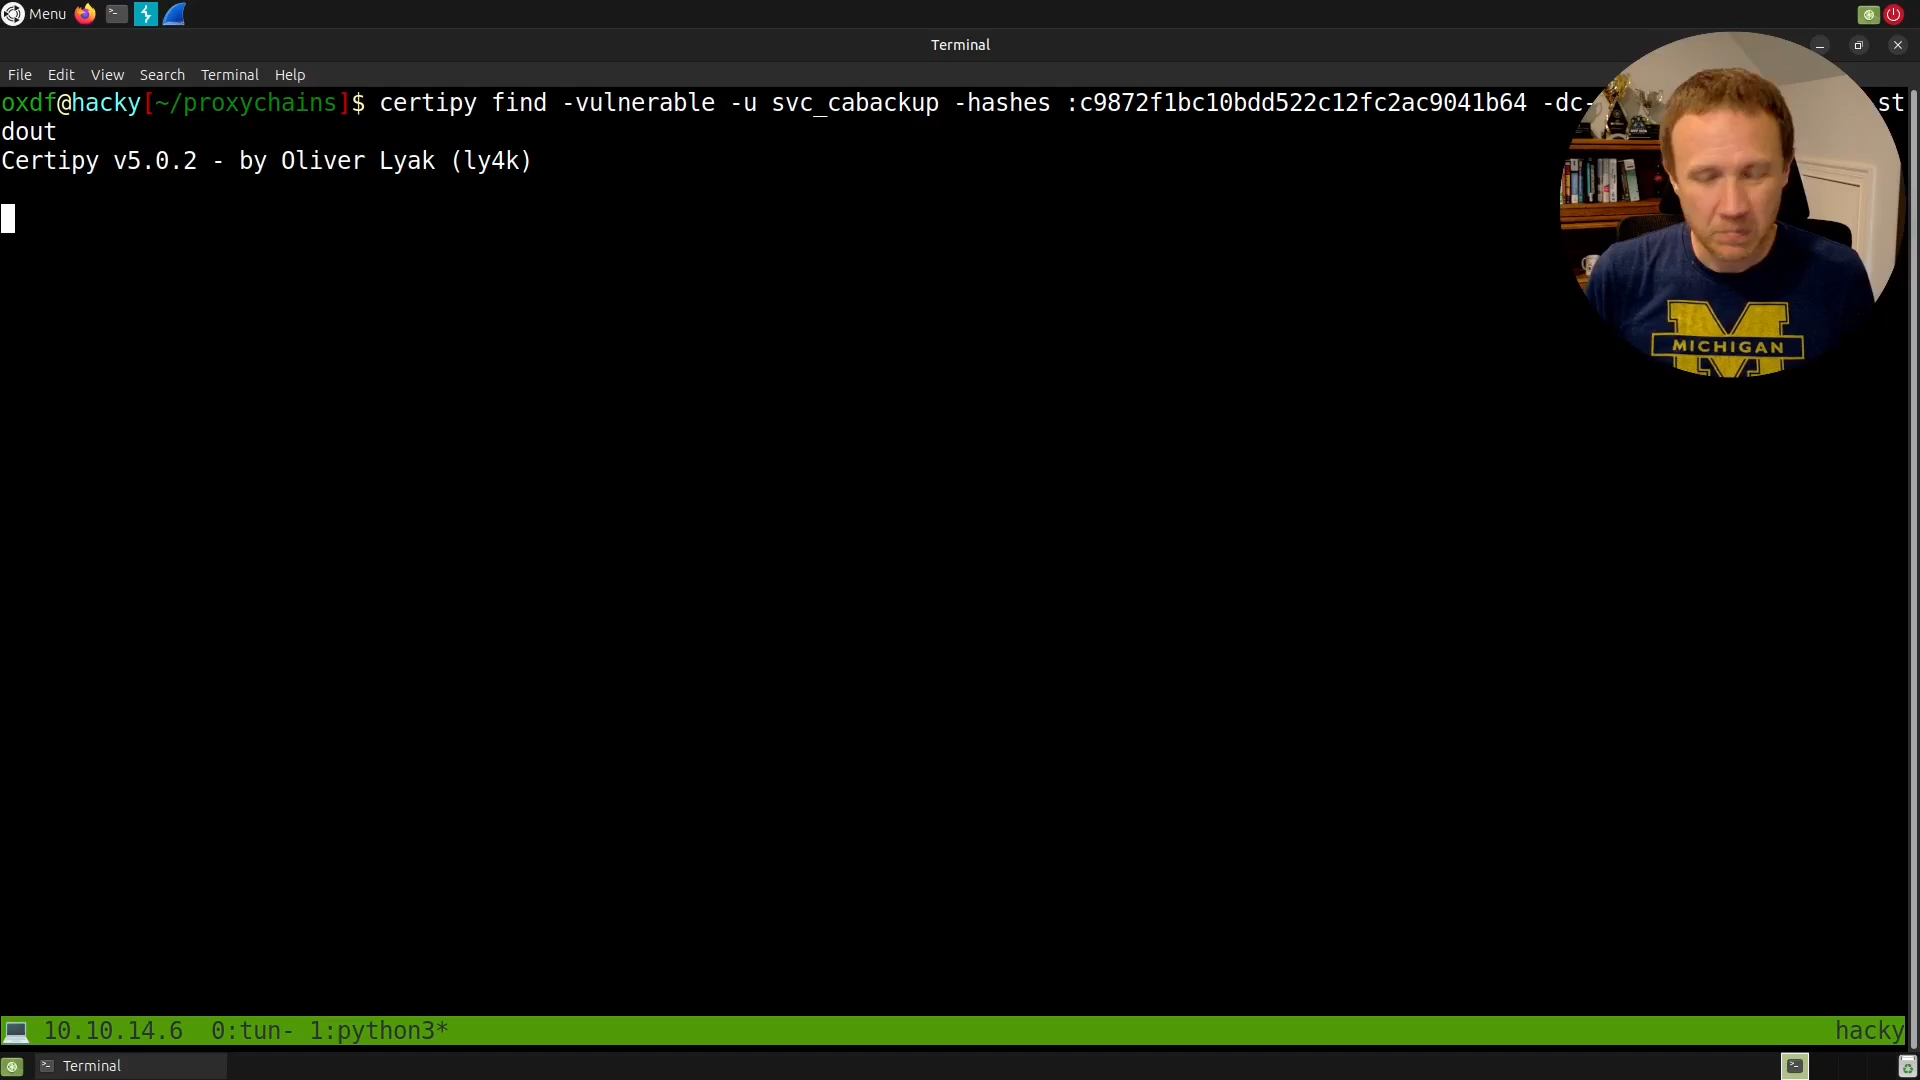 Menu
Terminal
File Edit View Search Terminal Help
oxdf@hacky[~/proxychains]$ certipy find -vulnerable -u svc_cabackup -hashes :c9872f1bc10bdd522c12fc2ac9041b64 -dc- st
dout
Certipy v5.0.2 - by Oliver Lyak (ly4k)
MICHIGAN
10.10.14.6 0:tun- 1:python3* hacky
Terminal